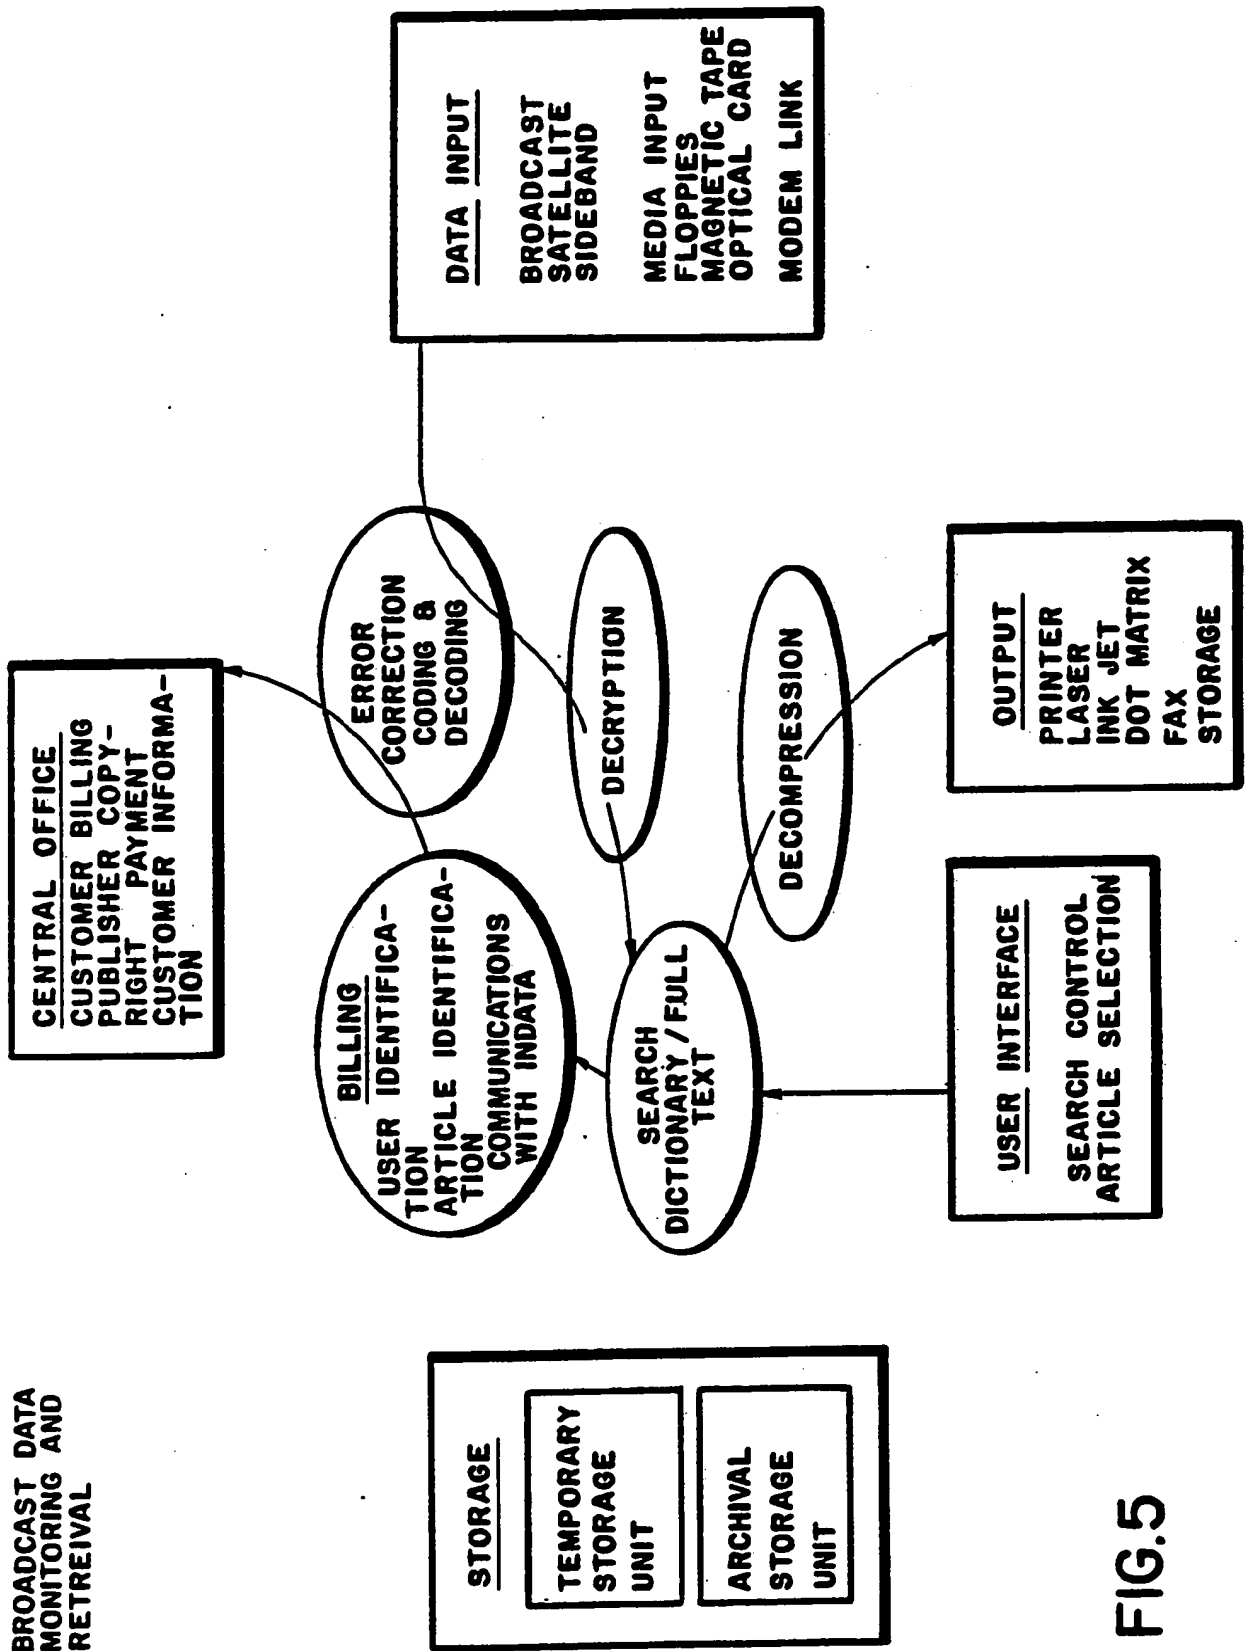 BROADCAST DATA
MONITORING AND
RETREIVAL
CENTRAL OFFICE
CUSTOMER BILLING
PUBLISHER COPY-
RIGHT PAYMENT
CUSTOMER INFORMA-
TION
BILLING
USER IDENTIFICA-
TION
ARTICLE IDENTIFICA-
TION
COMMUNICATIONS
WITH INDATA
ERROR
CORRECTION
CODING &
DECODING
DATA INPUT
BROADCAST
SATELLITE
SIDEBAND
MEDIA INPUT
FLOPPIES
MAGNETIC TAPE
OPTICAL CARD
MODEM LINK
STORAGE
TEMPORARY
STORAGE
UNIT
ARCHIVAL
STORAGE
UNIT
SEARCH
DICTIONARY/FULL
TEXT
DECRYPTION
DECOMPRESSION
USER INTERFACE
SEARCH CONTROL
ARTICLE SELECTION
OUTPUT
PRINTER
LASER
INK JET
DOT MATRIX
FAX
STORAGE
FIG.5